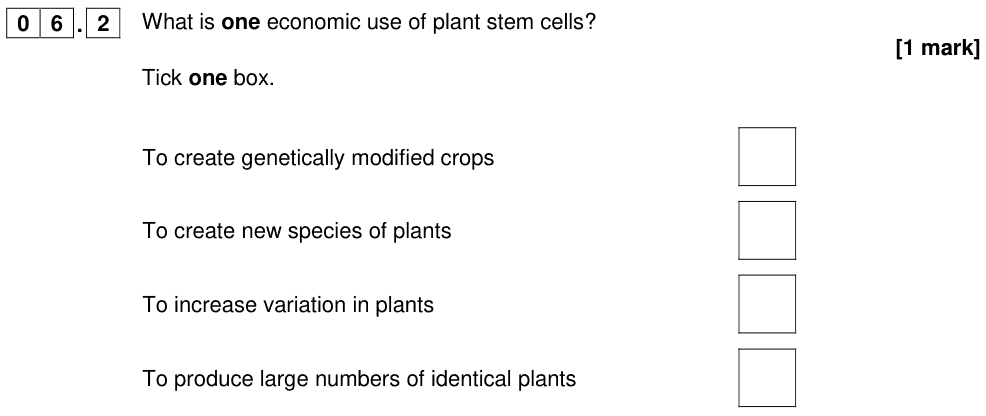 0 6 . 2 What is one economic use of plant stem cells?
[1 mark]
Tick one box.
To create genetically modified crops
To create new species of plants
To increase variation in plants
To produce large numbers of identical plants